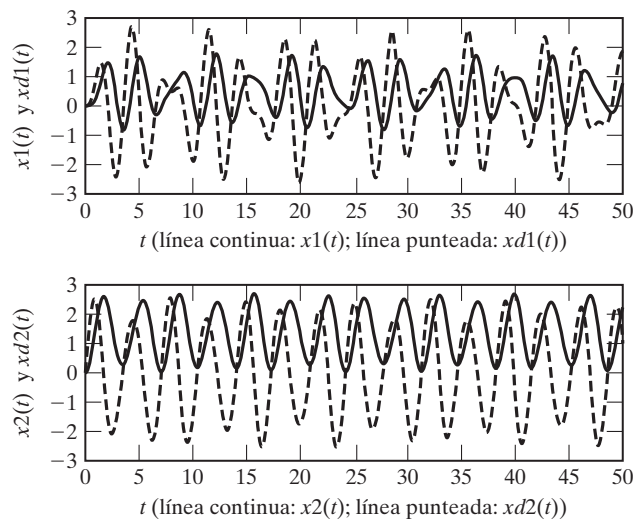 x1(t) y xd1(t)
3
2
1
0
−1
−2
−3
0 5 10 15 20 25 30 35 40 45 50
t (línea continua: x1(t); línea punteada: xd1(t))
x2(t) y xd2(t)
3
2
1
0
−1
−2
−3
0 5 10 15 20 25 30 35 40 45 50
t (línea continua: x2(t); línea punteada: xd2(t))